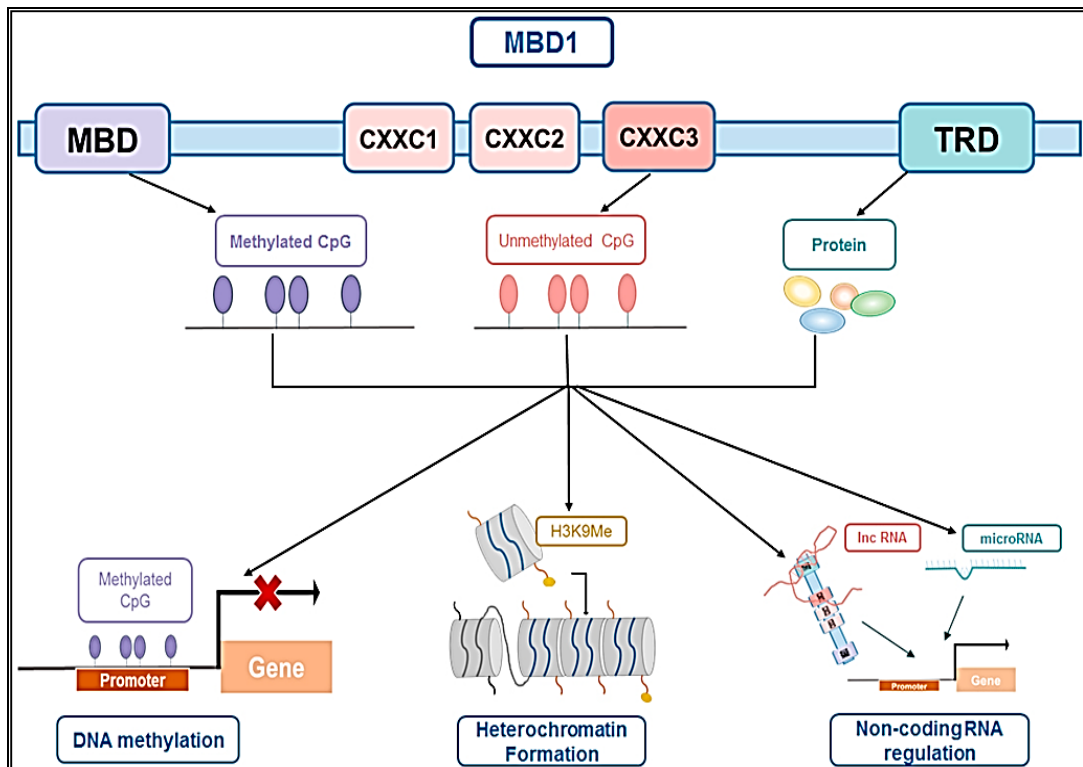 MBD1
MBD
CXXC1
CXXC2
CXXC3
TRD
Methylated CpG
Unmethylated CpG
Protein
H3K9Me
lnc RNA
microRNA
Methylated
CpG
Promoter
Gene
Promoter
Gene
DNA methylation
Heterochromatin
Formation
Non-codingRNA
regulation